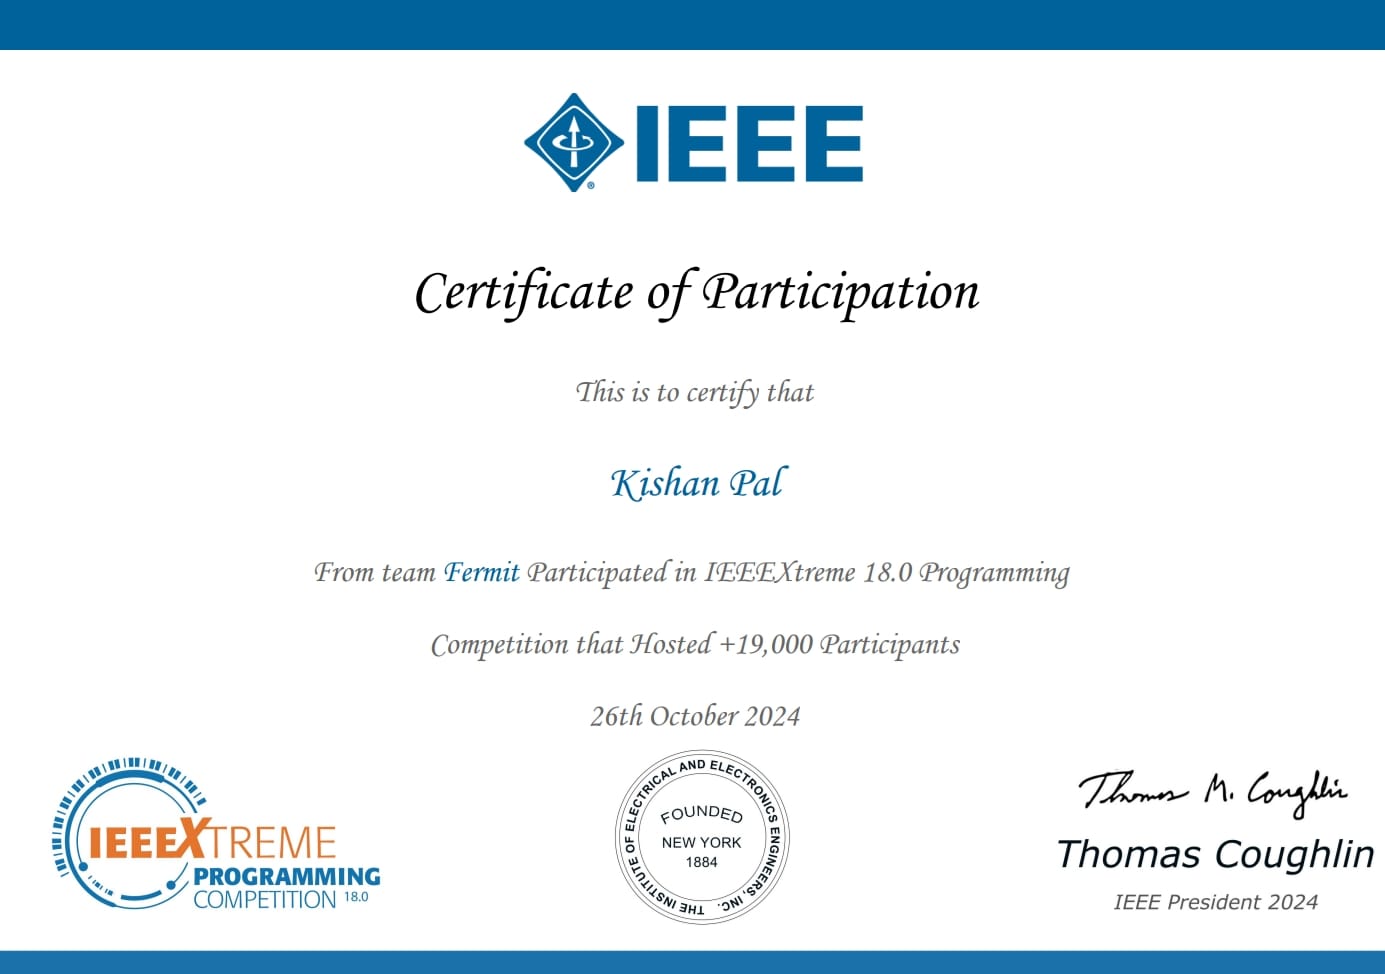 IEEE
®
Certificate of Participation
This is to certify that
Kishan Pal
From team Fermit Participated in IEEEXtreme 18.0 Programming
Competition that Hosted +19,000 Participants
26th October 2024
IEEEXTREME
PROGRAMMING
COMPETITION 18.0
THE INSTITUTE OF ELECTRICAL AND ELECTRONICS ENGINEERS, INC.
FOUNDED
NEW YORK
1884
Thomas M. Coughlin
Thomas Coughlin
IEEE President 2024